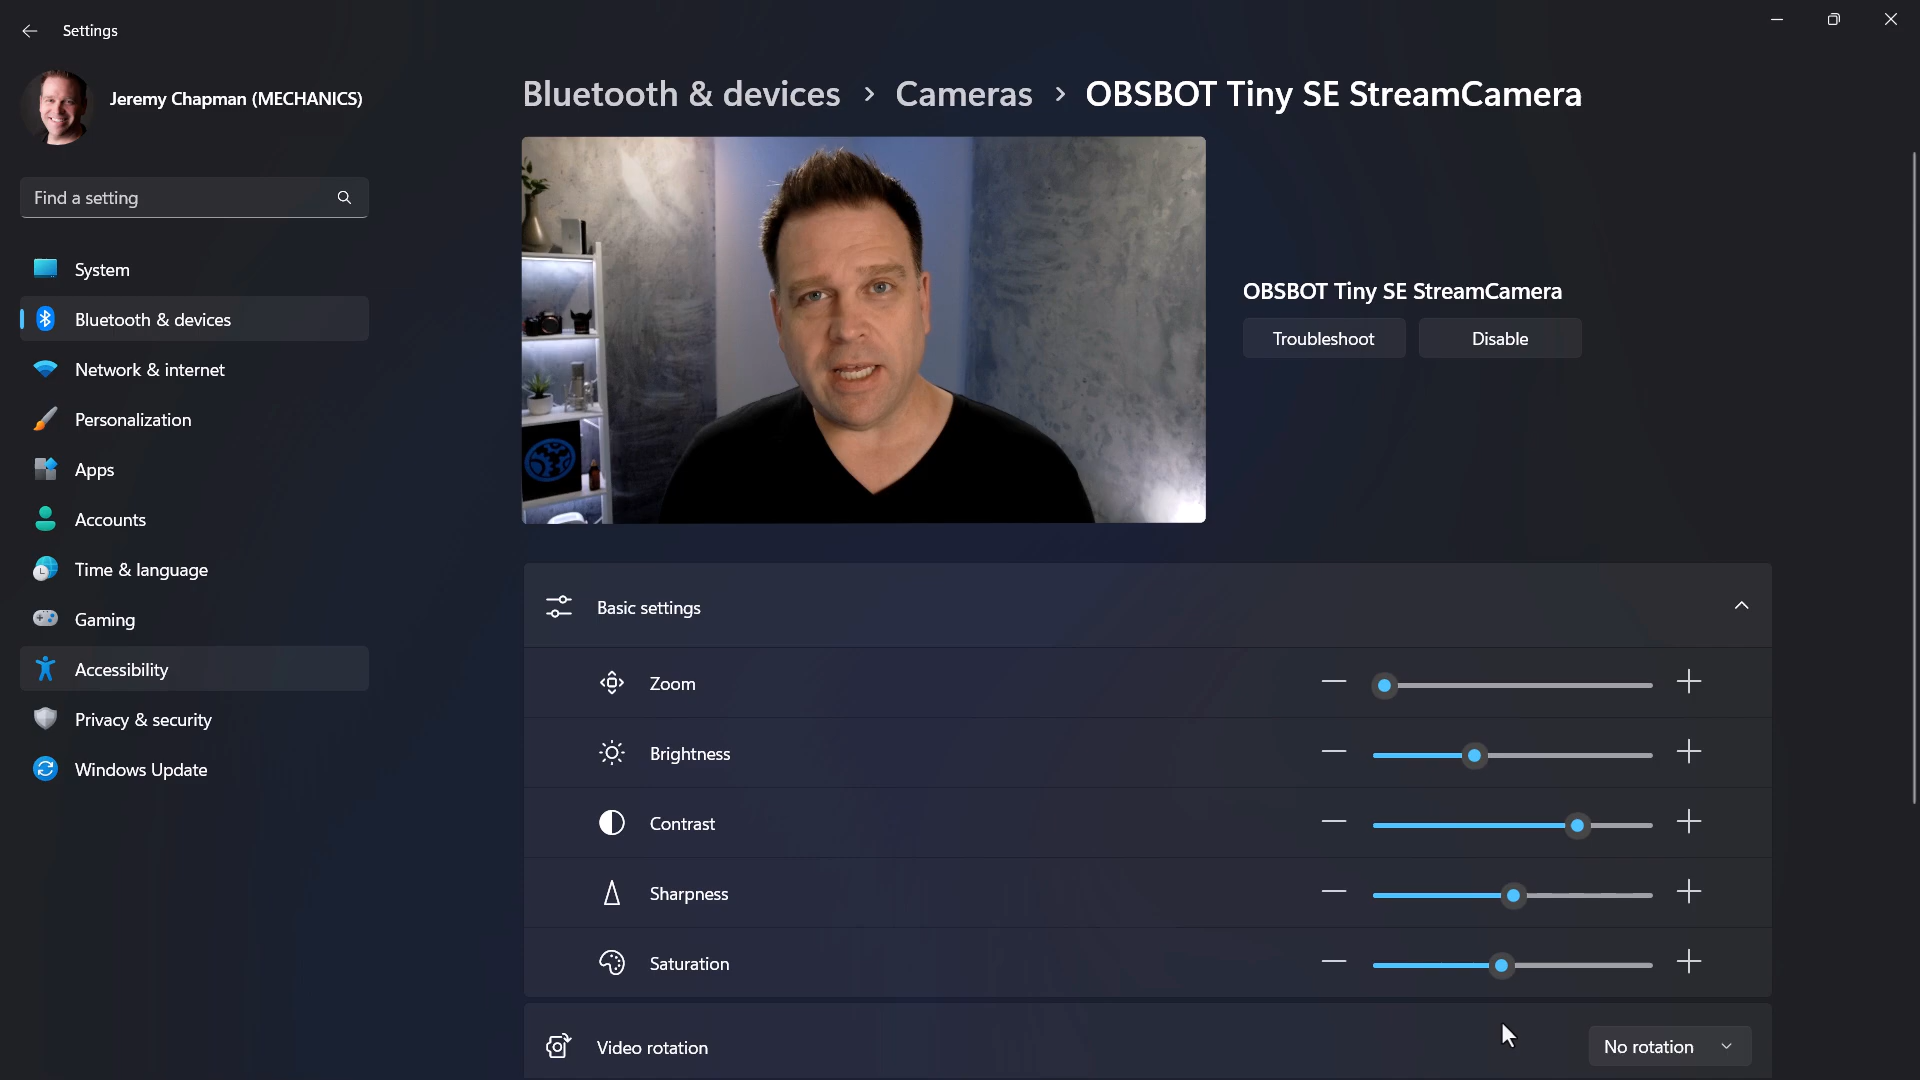 Settings
Jeremy Chapman (MECHANICS)
Find a setting
System
Bluetooth & devices
Network & internet
Personalization
Apps
Accounts
Time & language
Gaming
Accessibility
Privacy & security
Windows Update
Bluetooth & devices > Cameras > OBSBOT Tiny SE StreamCamera
OBSBOT Tiny SE StreamCamera
Troubleshoot Disable
Basic settings
Zoom
Brightness
Contrast
Sharpness
Saturation
Video rotation No rotation